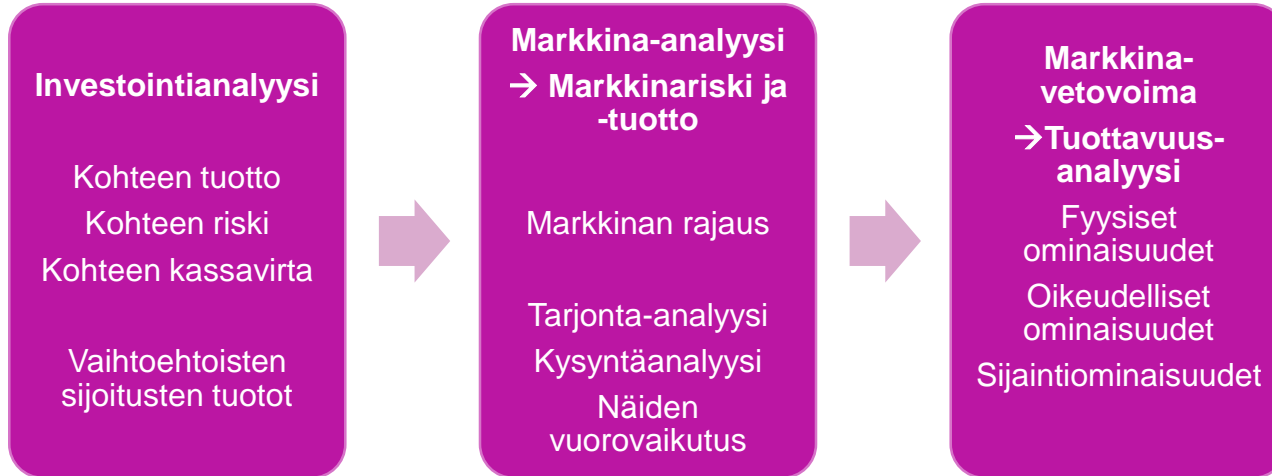 Investointianalyysi
Kohteen tuotto
Kohteen riski
Kohteen kassavirta
Vaihtoehtoisten
sijoitusten tuotot
Markkina-analyysi
→ Markkinariski ja
-tuotto
Markkinan rajaus
Tarjonta-analyysi
Kysyntäanalyysi
Näiden
vuorovaikutus
Markkina-
vetovoima
→Tuottavuus-
analyysi
Fyysiset
ominaisuudet
Oikeudelliset
ominaisuudet
Sijaintiominaisuudet